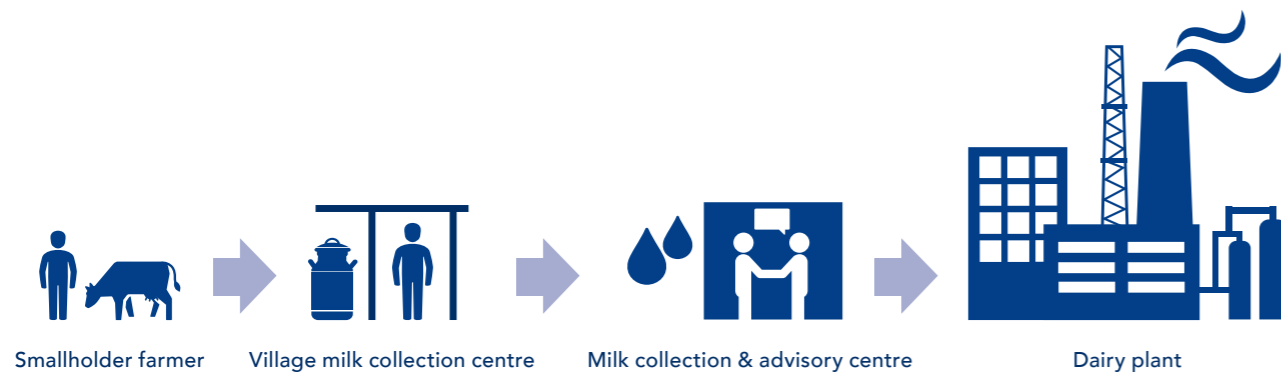 Smallholder farmer
Village milk collection centre
Milk collection & advisory centre
Dairy plant